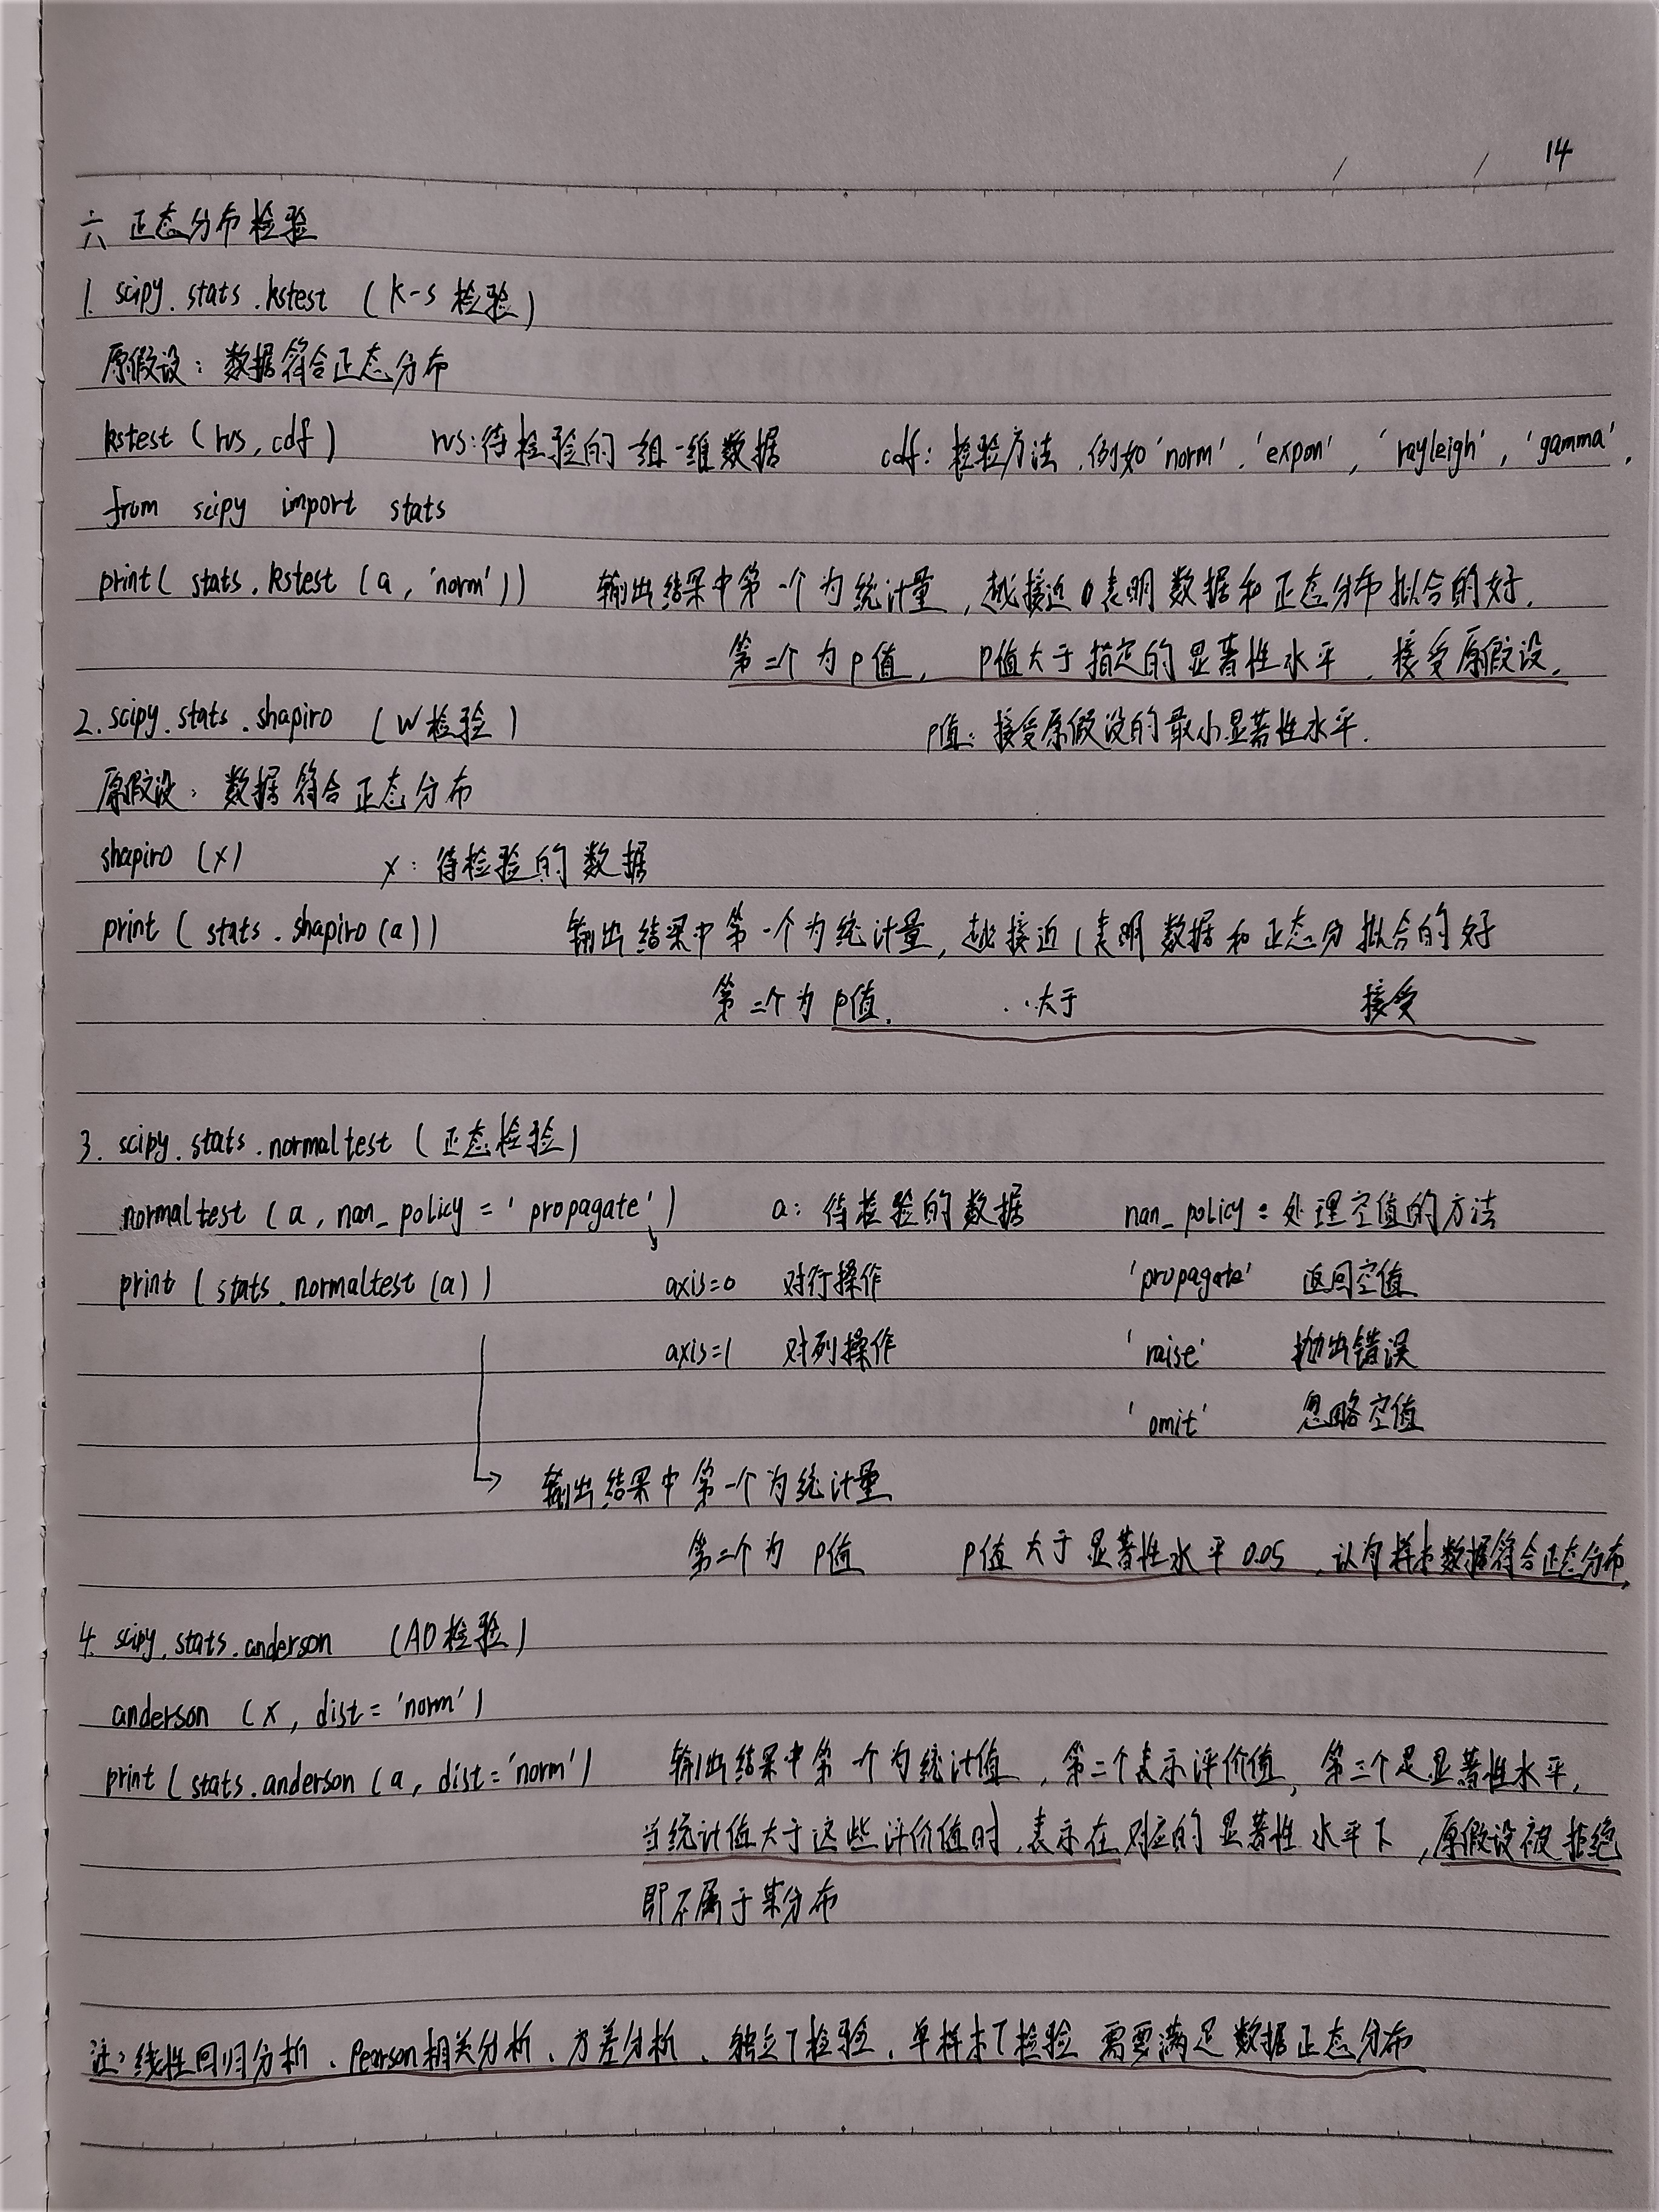 14
六 正态分布检验
1. scipy.stats.kstest (k-s 检验)
原假设：数据符合正态分布
kstest (rvs, cdf) rvs:待检验的一组一维数据 cdf: 检验方法，例如'norm', 'expon', 'rayleigh', 'gamma'.
from scipy import stats
print( stats.kstest (a, 'norm')) 输出结果中第一个为统计量，越接近0表明数据和正态分布拟合的好.
第二个为p值， P值大于指定的显著性水平，接受原假设.
2. scipy.stats.shapiro (W检验) P值: 接受原假设的最小显著性水平.
原假设：数据符合正态分布
shapiro (x) x: 待检验的数据
print ( stats.shapiro (a)) 输出结果中第一个为统计量，越接近1表明数据和正态分拟合的好
第二个为p值. 大于 接受
3. scipy.stats.normaltest (正态检验)
normaltest (a, nan_policy = 'propagate') a: 待检验的数据 nan_policy: 处理空值的方法
print (stats.normaltest (a)) axis=0 对行操作 'propagate' 返回空值
axis=1 对列操作 'raise' 抛出错误
'omit' 忽略空值
输出结果中第一个为统计量
第二个为 P值 P值大于显著性水平0.05，认为样本数据符合正态分布,
4. scipy.stats.anderson (AD检验)
anderson (x, dist = 'norm')
print (stats.anderson (a, dist='norm') 输出结果中第一个为统计值，第二个表示评价值，第三个是显著性水平.
当统计值大于这些评价值时，表示在对应的显著性水平下，原假设被拒绝
即不属于某分布
注：线性回归分析、Pearson相关分析、方差分析、独立T检验、单样本T检验 需要满足数据正态分布